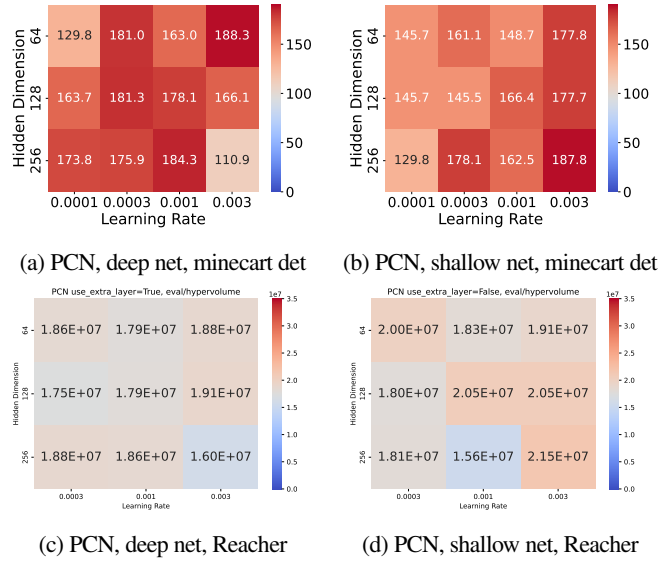 Hidden Dimension
64
129.8 181.0 163.0 188.3
128
163.7 181.3 178.1 166.1
256
173.8 175.9 184.3 110.9
0.0001 0.0003 0.001 0.003
Learning Rate
150
100
50
0
(a) PCN, deep net, minecart det
Hidden Dimension
64
145.7 161.1 148.7 177.8
128
145.7 145.5 166.4 177.7
256
129.8 178.1 162.5 187.8
0.0001 0.0003 0.001 0.003
Learning Rate
150
100
50
0
(b) PCN, shallow net, minecart det
PCN use_extra_layer=True, eval/hypervolume
Hidden Dimension
64
1.86E+07 1.79E+07 1.88E+07
128
1.75E+07 1.79E+07 1.91E+07
256
1.88E+07 1.86E+07 1.60E+07
0.0003 0.001 0.003
Learning Rate
1e7
3.5
3.0
2.5
2.0
1.5
1.0
0.5
0.0
(c) PCN, deep net, Reacher
PCN use_extra_layer=False, eval/hypervolume
Hidden Dimension
64
2.00E+07 1.83E+07 1.91E+07
128
1.80E+07 2.05E+07 2.05E+07
256
1.81E+07 1.56E+07 2.15E+07
0.0003 0.001 0.003
Learning Rate
1e7
3.5
3.0
2.5
2.0
1.5
1.0
0.5
0.0
(d) PCN, shallow net, Reacher